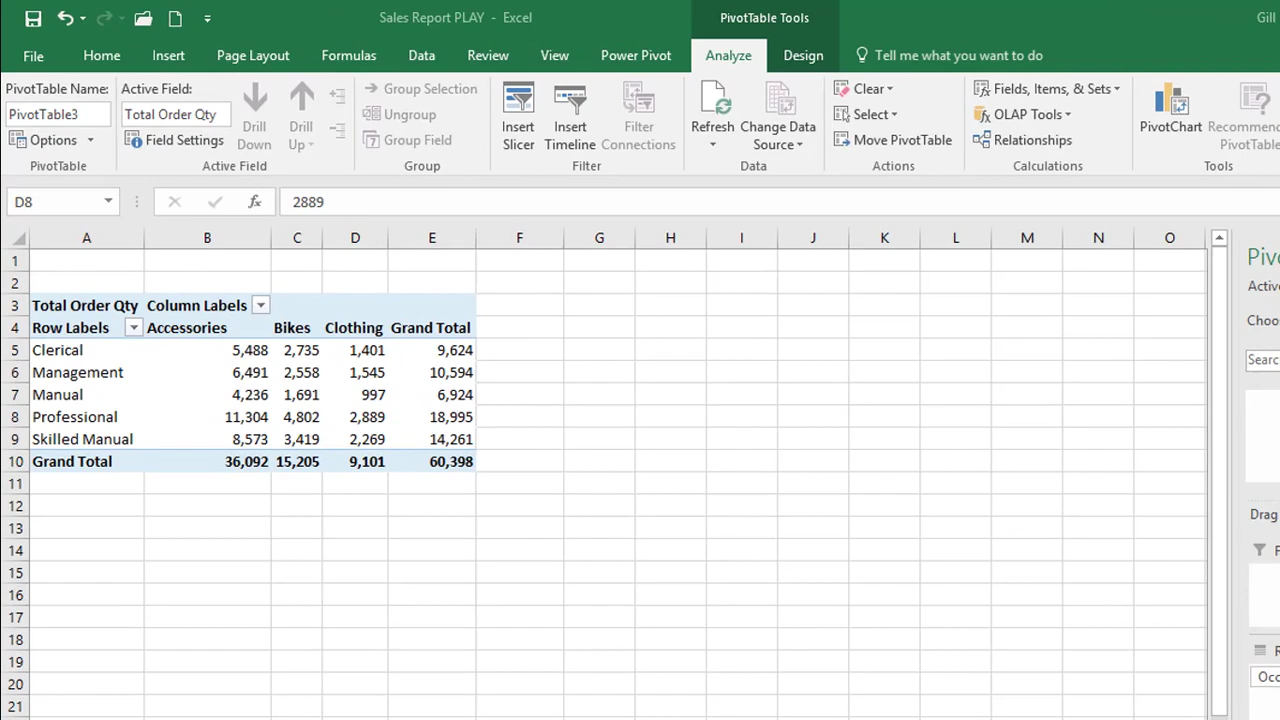 Sales Report PLAY - Excel
PivotTable Tools
Gill
File Home Insert Page Layout Formulas Data Review View Power Pivot Analyze Design Tell me what you want to do
PivotTable Name:
PivotTable3
Options
PivotTable
Active Field:
Total Order Qty
Field Settings
Drill Down
Drill Up
Active Field
Group Selection
Ungroup
Group Field
Group
Insert Slicer
Insert Timeline
Filter Connections
Filter
Refresh
Change Data Source
Data
Clear
Select
Move PivotTable
Actions
Fields, Items, & Sets
OLAP Tools
Relationships
Calculations
PivotChart
Recommen
PivotTabl
Tools
D8 fx 2889
A B C D E F G H I J K L M N O
1
2
3 Total Order Qty Column Labels
4 Row Labels Accessories Bikes Clothing Grand Total
5 Clerical 5,488 2,735 1,401 9,624
6 Management 6,491 2,558 1,545 10,594
7 Manual 4,236 1,691 997 6,924
8 Professional 11,304 4,802 2,889 18,995
9 Skilled Manual 8,573 3,419 2,269 14,261
10 Grand Total 36,092 15,205 9,101 60,398
11
12
13
14
15
16
17
18
19
20
21
Piv
Active
Choo
Searc
Drag
Occ